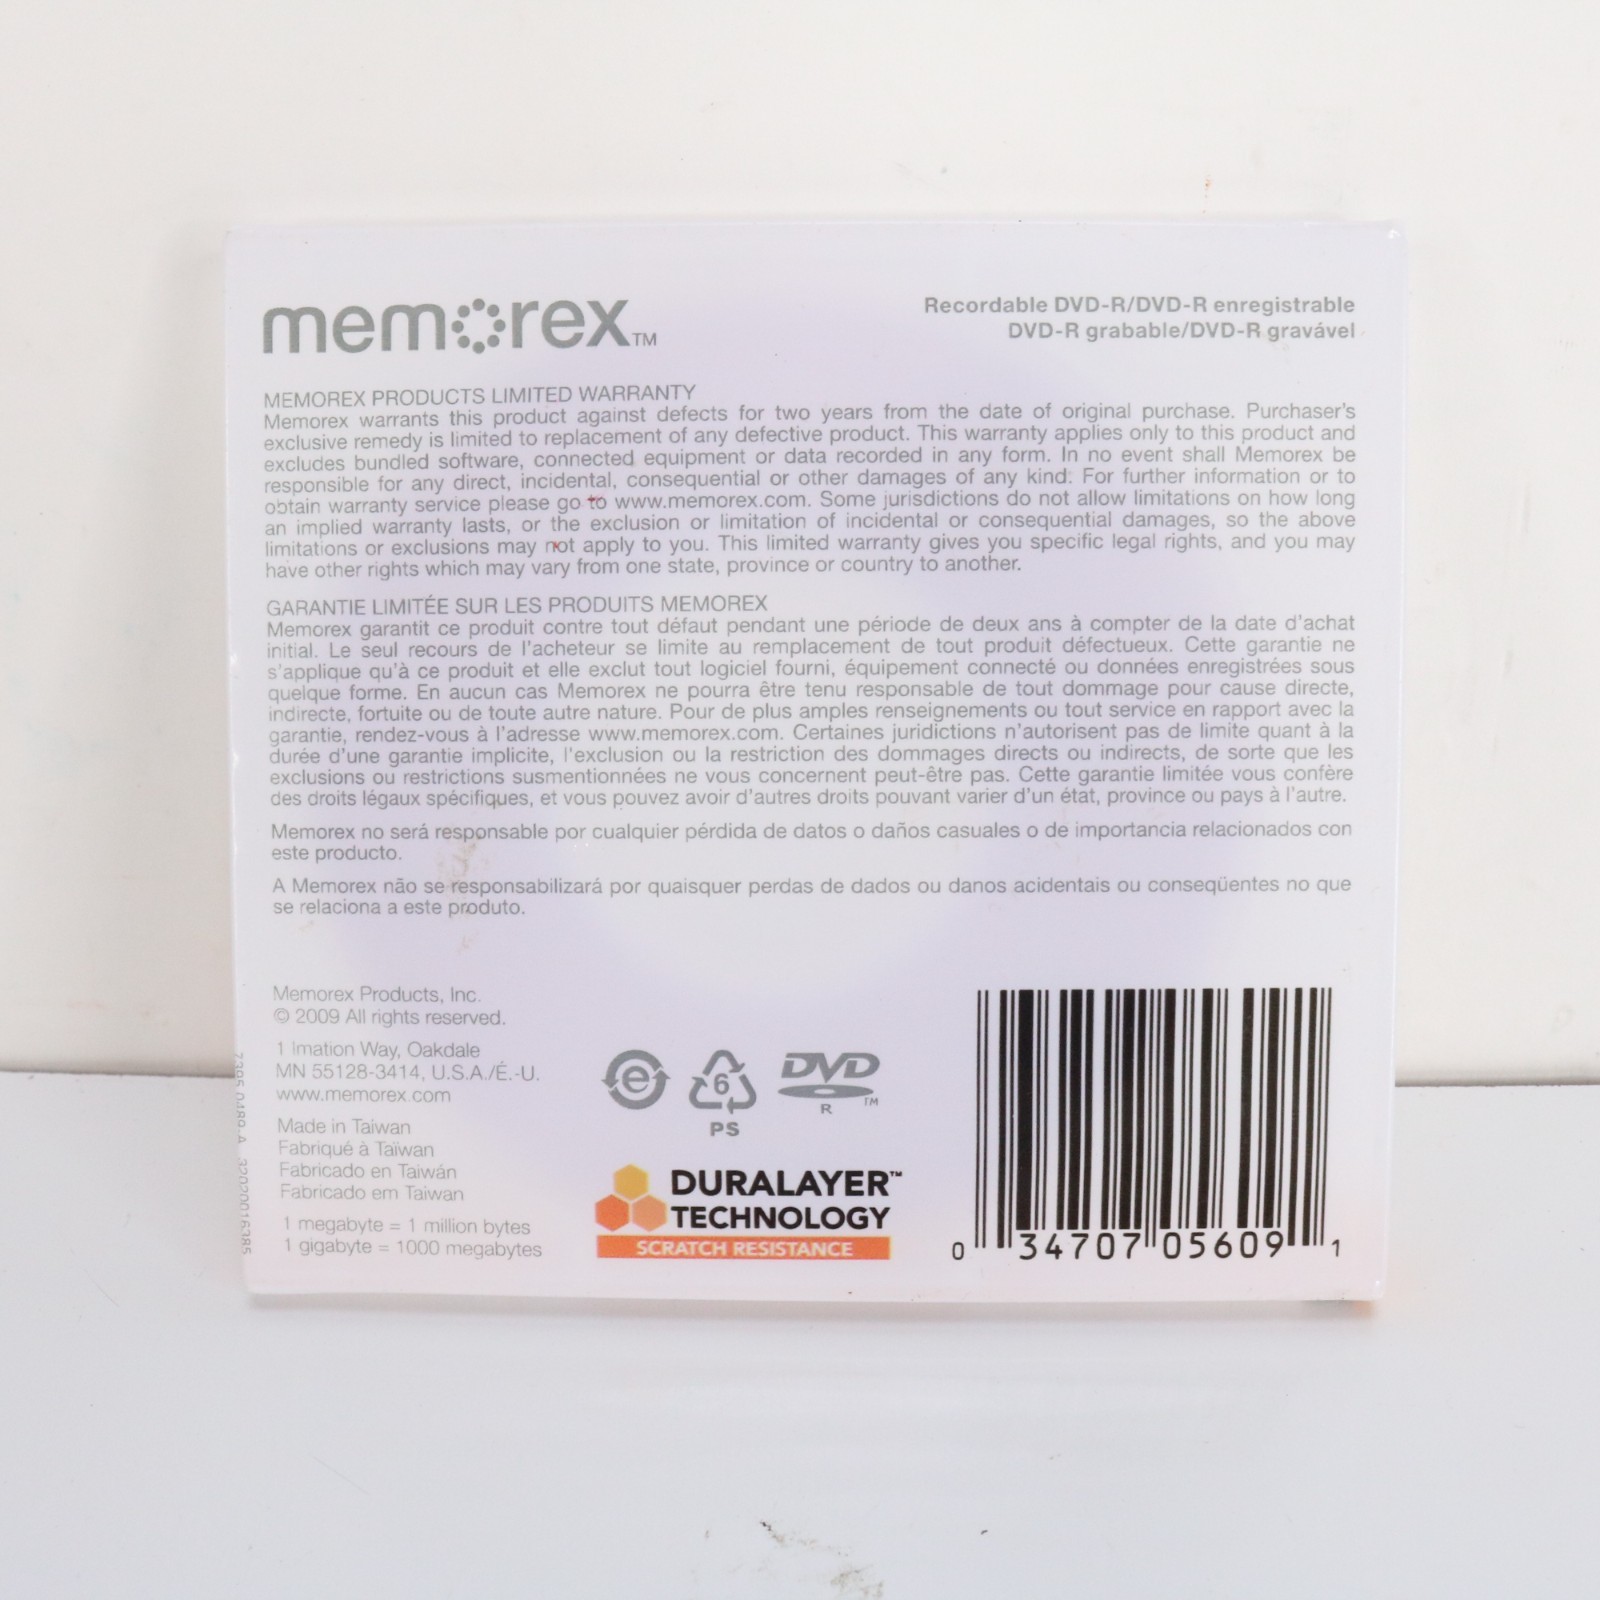 memorex™
Recordable DVD-R/DVD-R enregistrable
DVD-R grabable/DVD-R gravável
MEMOREX PRODUCTS LIMITED WARRANTY
Memorex warrants this product against defects for two years from the date of original purchase. Purchaser's
exclusive remedy is limited to replacement of any defective product. This warranty applies only to this product and
excludes bundled software, connected equipment or data recorded in any form. In no event shall Memorex be
responsible for any direct, incidental, consequential or other damages of any kind. For further information or to
obtain warranty service please go to www.memorex.com. Some jurisdictions do not allow limitations on how long
an implied warranty lasts, or the exclusion or limitation of incidental or consequential damages, so the above
limitations or exclusions may not apply to you. This limited warranty gives you specific legal rights, and you may
have other rights which may vary from one state, province or country to another.
GARANTIE LIMITÉE SUR LES PRODUITS MEMOREX
Memorex garantit ce produit contre tout défaut pendant une période de deux ans à compter de la date d'achat
initial. Le seul recours de l'acheteur se limite au remplacement de tout produit défectueux. Cette garantie ne
s'applique qu'à ce produit et elle exclut tout logiciel fourni, équipement connecté ou données enregistrées sous
quelque forme. En aucun cas Memorex ne pourra être tenu responsable de tout dommage pour cause directe,
indirecte, fortuite ou de toute autre nature. Pour de plus amples renseignements ou tout service en rapport avec la
garantie, rendez-vous à l'adresse www.memorex.com. Certaines juridictions n'autorisent pas de limite quant à la
durée d'une garantie implicite, l'exclusion ou la restriction des dommages directs ou indirects, de sorte que les
exclusions ou restrictions susmentionnées ne vous concernent peut-être pas. Cette garantie limitée vous confère
des droits légaux spécifiques, et vous pouvez avoir d'autres droits pouvant varier d'un état, province ou pays à l'autre.
Memorex no será responsable por cualquier pérdida de datos o daños casuales o de importancia relacionados con
este producto.
A Memorex não se responsabilizará por quaisquer perdas de dados ou danos acidentais ou conseqüentes no que
se relaciona a este produto.
Memorex Products, Inc.
© 2009 All rights reserved.
1 Imation Way, Oakdale
MN 55128-3414, U.S.A./É.-U.
www.memorex.com
Made in Taiwan
Fabriqué à Taïwan
Fabricado en Taiwán
Fabricado em Taiwan
1 megabyte = 1 million bytes
1 gigabyte = 1000 megabytes
e
6
PS
DVD
R ™
DURALAYER™
TECHNOLOGY
SCRATCH RESISTANCE
0 34707 05609 1